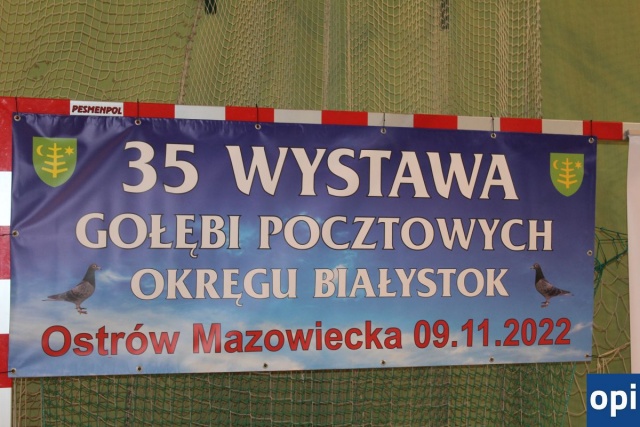 PESMENPOL
35 WYSTAWA
GOŁĘBI POCZTOWYCH
OKRĘGU BIAŁYSTOK
Ostrów Mazowiecka 09.11.2022
opi